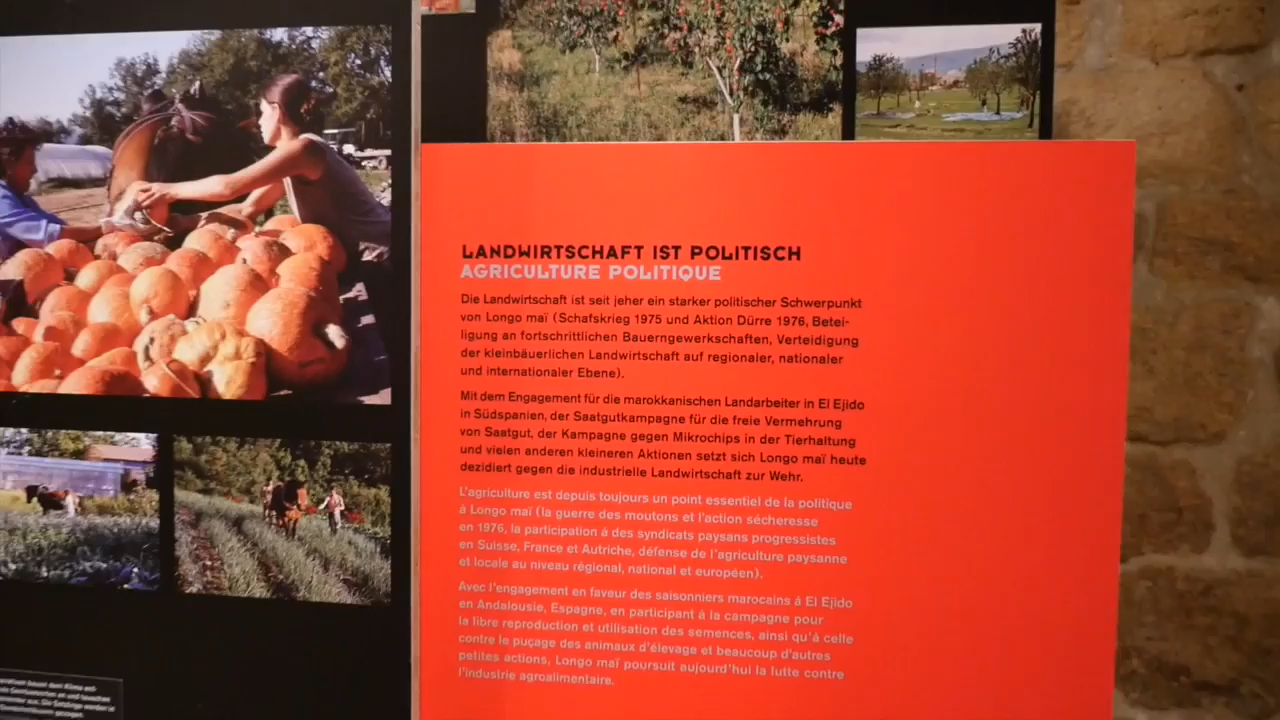 LANDWIRTSCHAFT IST POLITISCH
AGRICULTURE POLITIQUE
Die Landwirtschaft ist seit jeher ein starker politischer Schwerpunkt
von Longo maï (Schafskrieg 1975 und Aktion Dürre 1976, Betei-
ligung an fortschrittlichen Bauerngewerkschaften, Verteidigung
der kleinbäuerlichen Landwirtschaft auf regionaler, nationaler
und internationaler Ebene).
Mit dem Engagement für die marokkanischen Landarbeiter in El Ejido
in Südspanien, der Saatgutkampagne für die freie Vermehrung
von Saatgut, der Kampagne gegen Mikrochips in der Tierhaltung
und vielen anderen kleineren Aktionen setzt sich Longo maï heute
dezidiert gegen die industrielle Landwirtschaft zur Wehr.
L'agriculture est depuis toujours un point essentiel de la politique
à Longo maï (la guerre des moutons et l'action sécheresse
en 1976, la participation à des syndicats paysans progressistes
en Suisse, France et Autriche, défense de l'agriculture paysanne
et locale au niveau régional, national et européen).
Avec l'engagement en faveur des saisonniers marocains à El Ejido
en Andalousie, Espagne, en participant à la campagne pour
la libre reproduction et utilisation des semences, ainsi qu'à celle
contre le puçage des animaux d'élevage et beaucoup d'autres
petites actions, Longo maï poursuit aujourd'hui la lutte contre
l'industrie agroalimentaire.